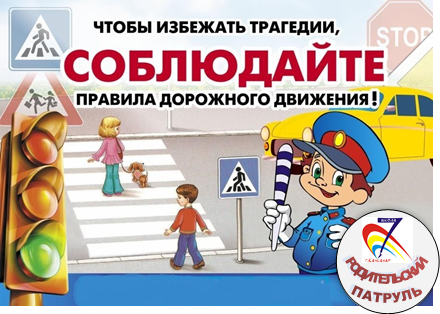 ЧТОБЫ ИЗБЕЖАТЬ ТРАГЕДИИ,
СОБЛЮДАЙТЕ
ПРАВИЛА ДОРОЖНОГО ДВИЖЕНИЯ!
STOP
РОДИТЕЛЬСКИЙ
ПАТРУЛЬ